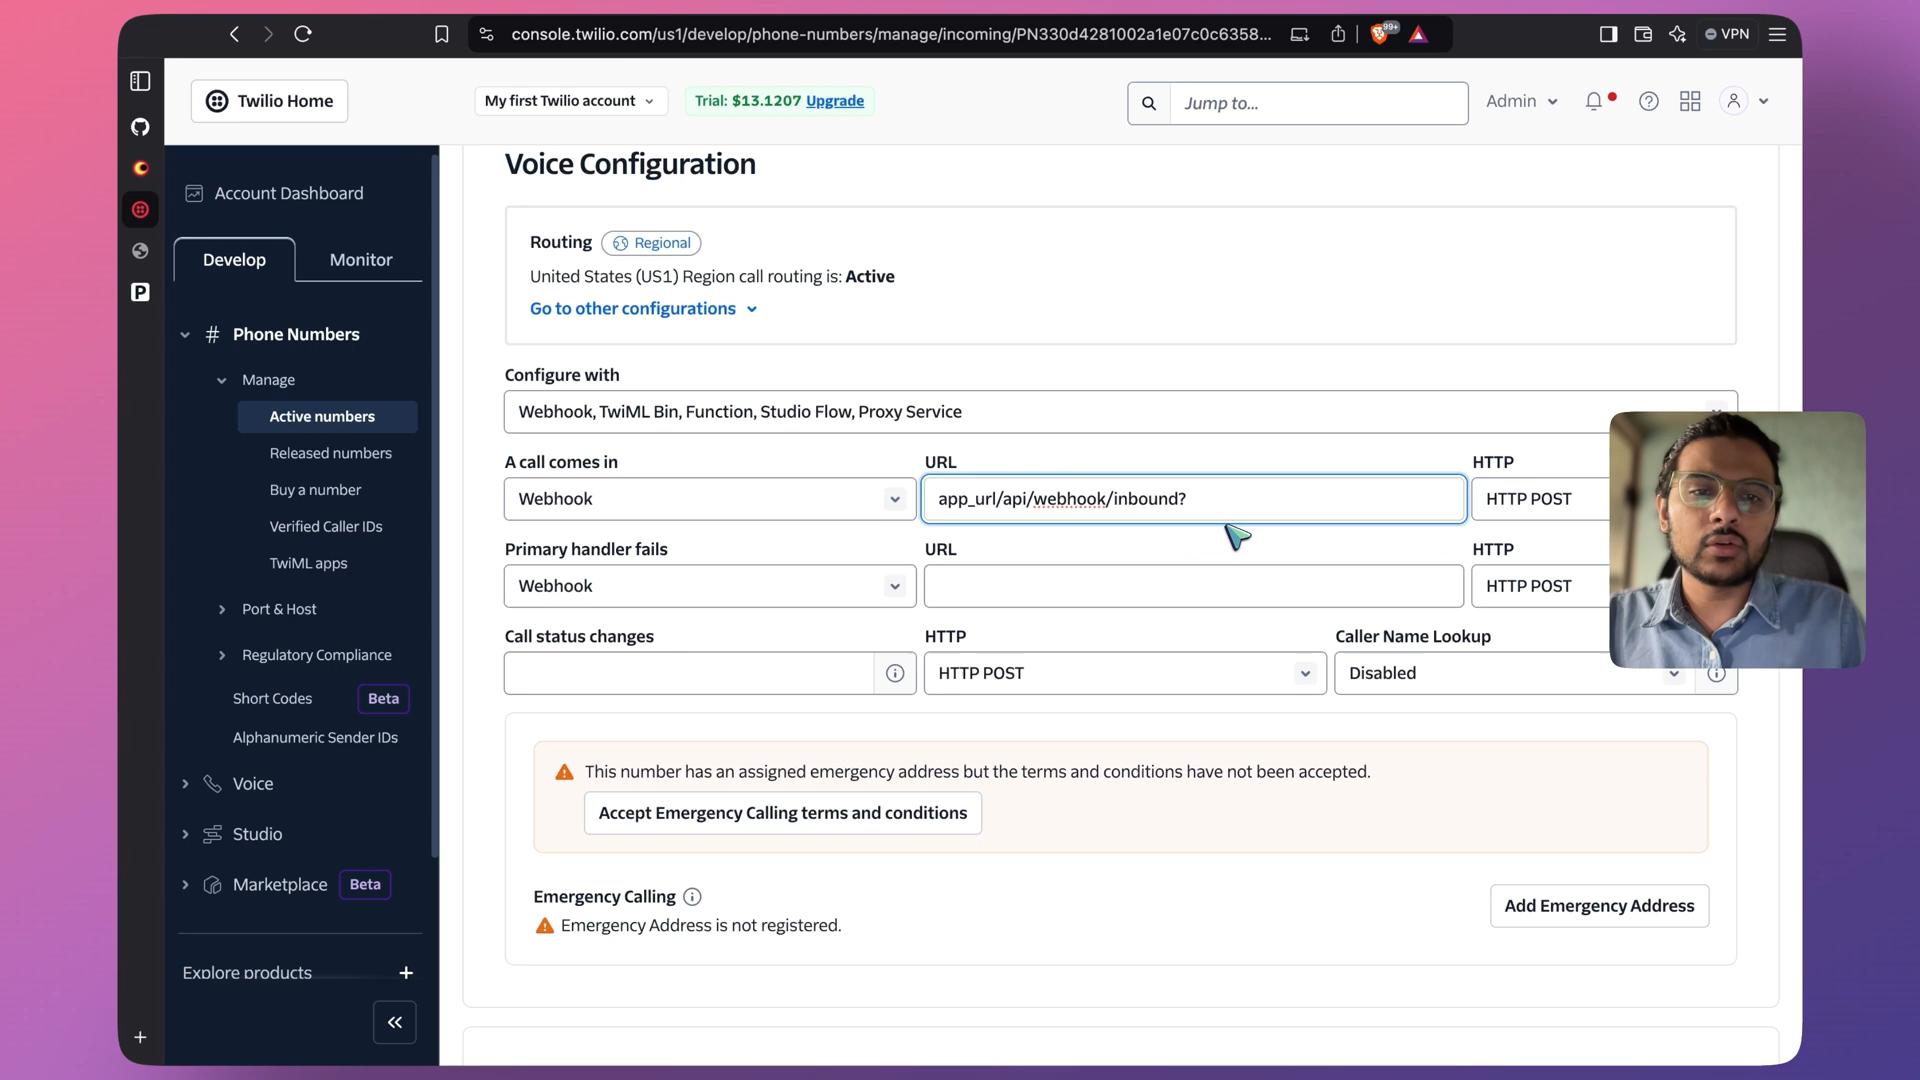 console.twilio.com/us1/develop/phone-numbers/manage/incoming/PN330d4281002a1e07c0c6358...
99+
VPN
Twilio Home
My first Twilio account
Trial: $13.1207 Upgrade
Jump to...
Admin
Account Dashboard
Develop
Monitor
# Phone Numbers
Manage
Active numbers
Released numbers
Buy a number
Verified Caller IDs
TwiML apps
Port & Host
Regulatory Compliance
Short Codes Beta
Alphanumeric Sender IDs
Voice
Studio
Marketplace Beta
Explore products +
Voice Configuration
Routing Regional
United States (US1) Region call routing is: Active
Go to other configurations
Configure with
Webhook, TwiML Bin, Function, Studio Flow, Proxy Service
A call comes in URL HTTP
Webhook app_url/api/webhook/inbound? HTTP POST
Primary handler fails URL HTTP
Webhook HTTP POST
Call status changes HTTP Caller Name Lookup
HTTP POST Disabled
This number has an assigned emergency address but the terms and conditions have not been accepted.
Accept Emergency Calling terms and conditions
Emergency Calling
Emergency Address is not registered.
Add Emergency Address